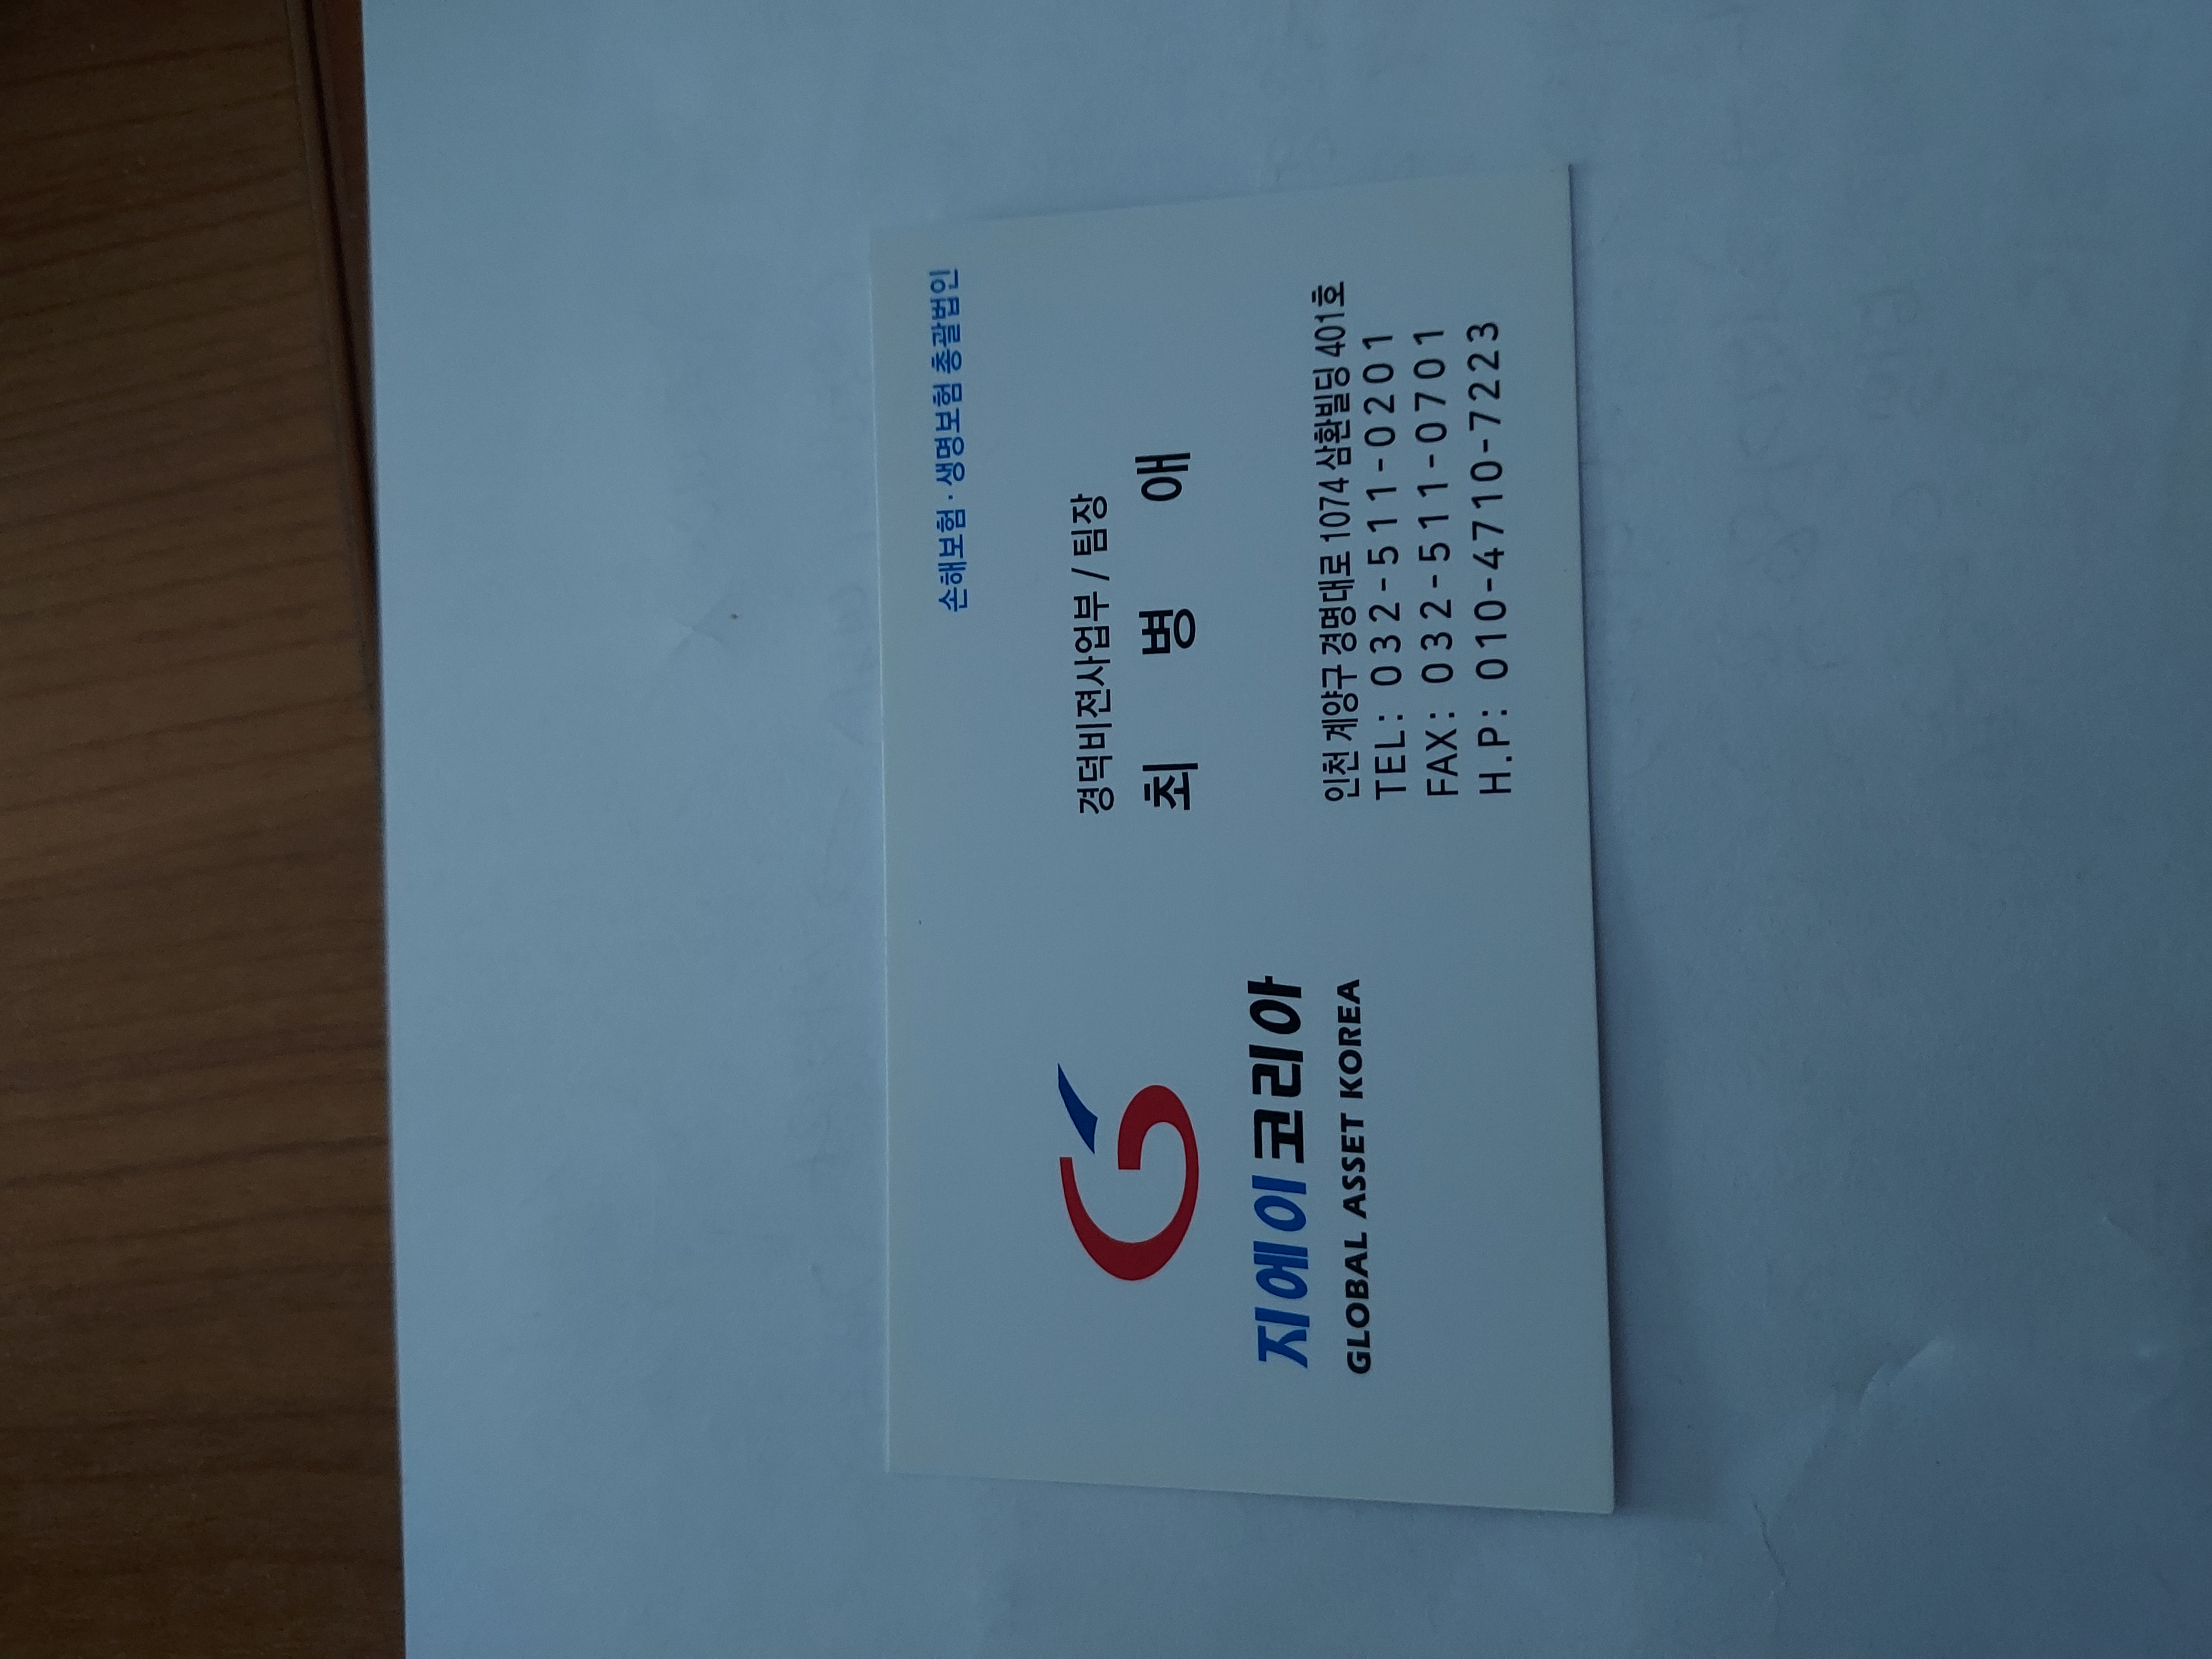 손해보험·생명보험 총괄법인
경덕비젼사업부 / 팀장
최 병 애
지에이코리아
GLOBAL ASSET KOREA
인천 계양구 경명대로 1074 삼환빌딩 401호
TEL: 032-511-0201
FAX: 032-511-0701
H.P: 010-4710-7223